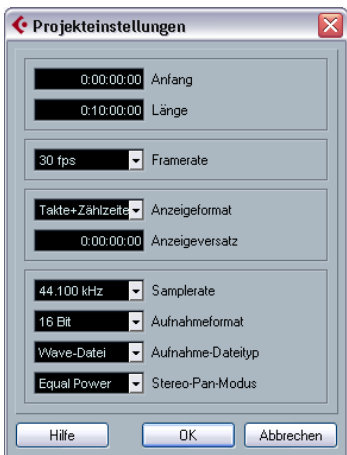 Projekteinstellungen
0:00:00:00 Anfang
0:10:00:00 Länge
30 fps Framerate
Takte+Zählzeite Anzeigeformat
0:00:00:00 Anzeigeversatz
44.100 kHz Samplerate
16 Bit Aufnahmeformat
Wave-Datei Aufnahme-Dateityp
Equal Power Stereo-Pan-Modus
Hilfe OK Abbrechen